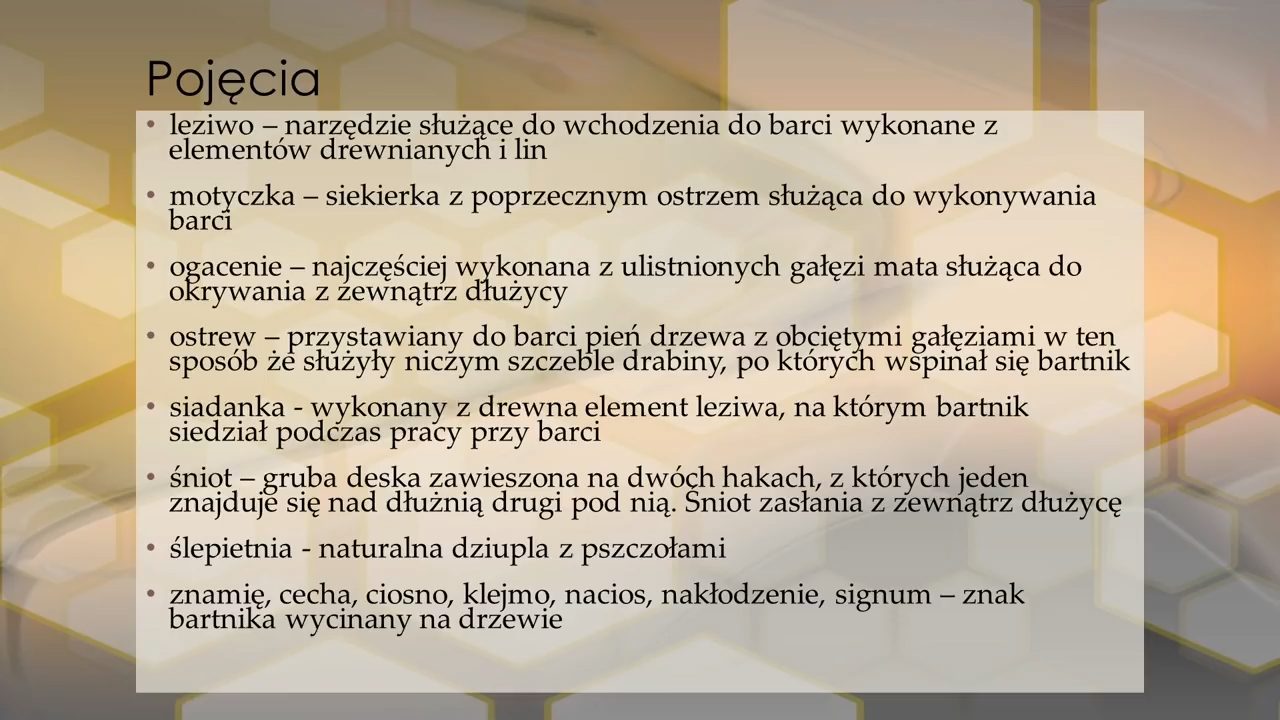 Pojęcia
• leziwo – narzędzie służące do wchodzenia do barci wykonane z
elementów drewnianych i lin
• motyczka – siekierka z poprzecznym ostrzem służąca do wykonywania
barci
• ogacenie – najczęściej wykonana z ulistnionych gałęzi mata służąca do
okrywania z zewnątrz dłużycy
• ostrew – przystawiany do barci pień drzewa z obciętymi gałęziami w ten
sposób że służyły niczym szczeble drabiny, po których wspinał się bartnik
• siadanka - wykonany z drewna element leziwa, na którym bartnik
siedział podczas pracy przy barci
• śniot – gruba deska zawieszona na dwóch hakach, z których jeden
znajduje się nad dłużnią drugi pod nią. Śniot zasłania z zewnątrz dłużycę
• ślepietnia - naturalna dziupla z pszczołami
• znamię, cecha, ciosno, klejmo, nacios, nakłodzenie, signum – znak
bartnika wycinany na drzewie